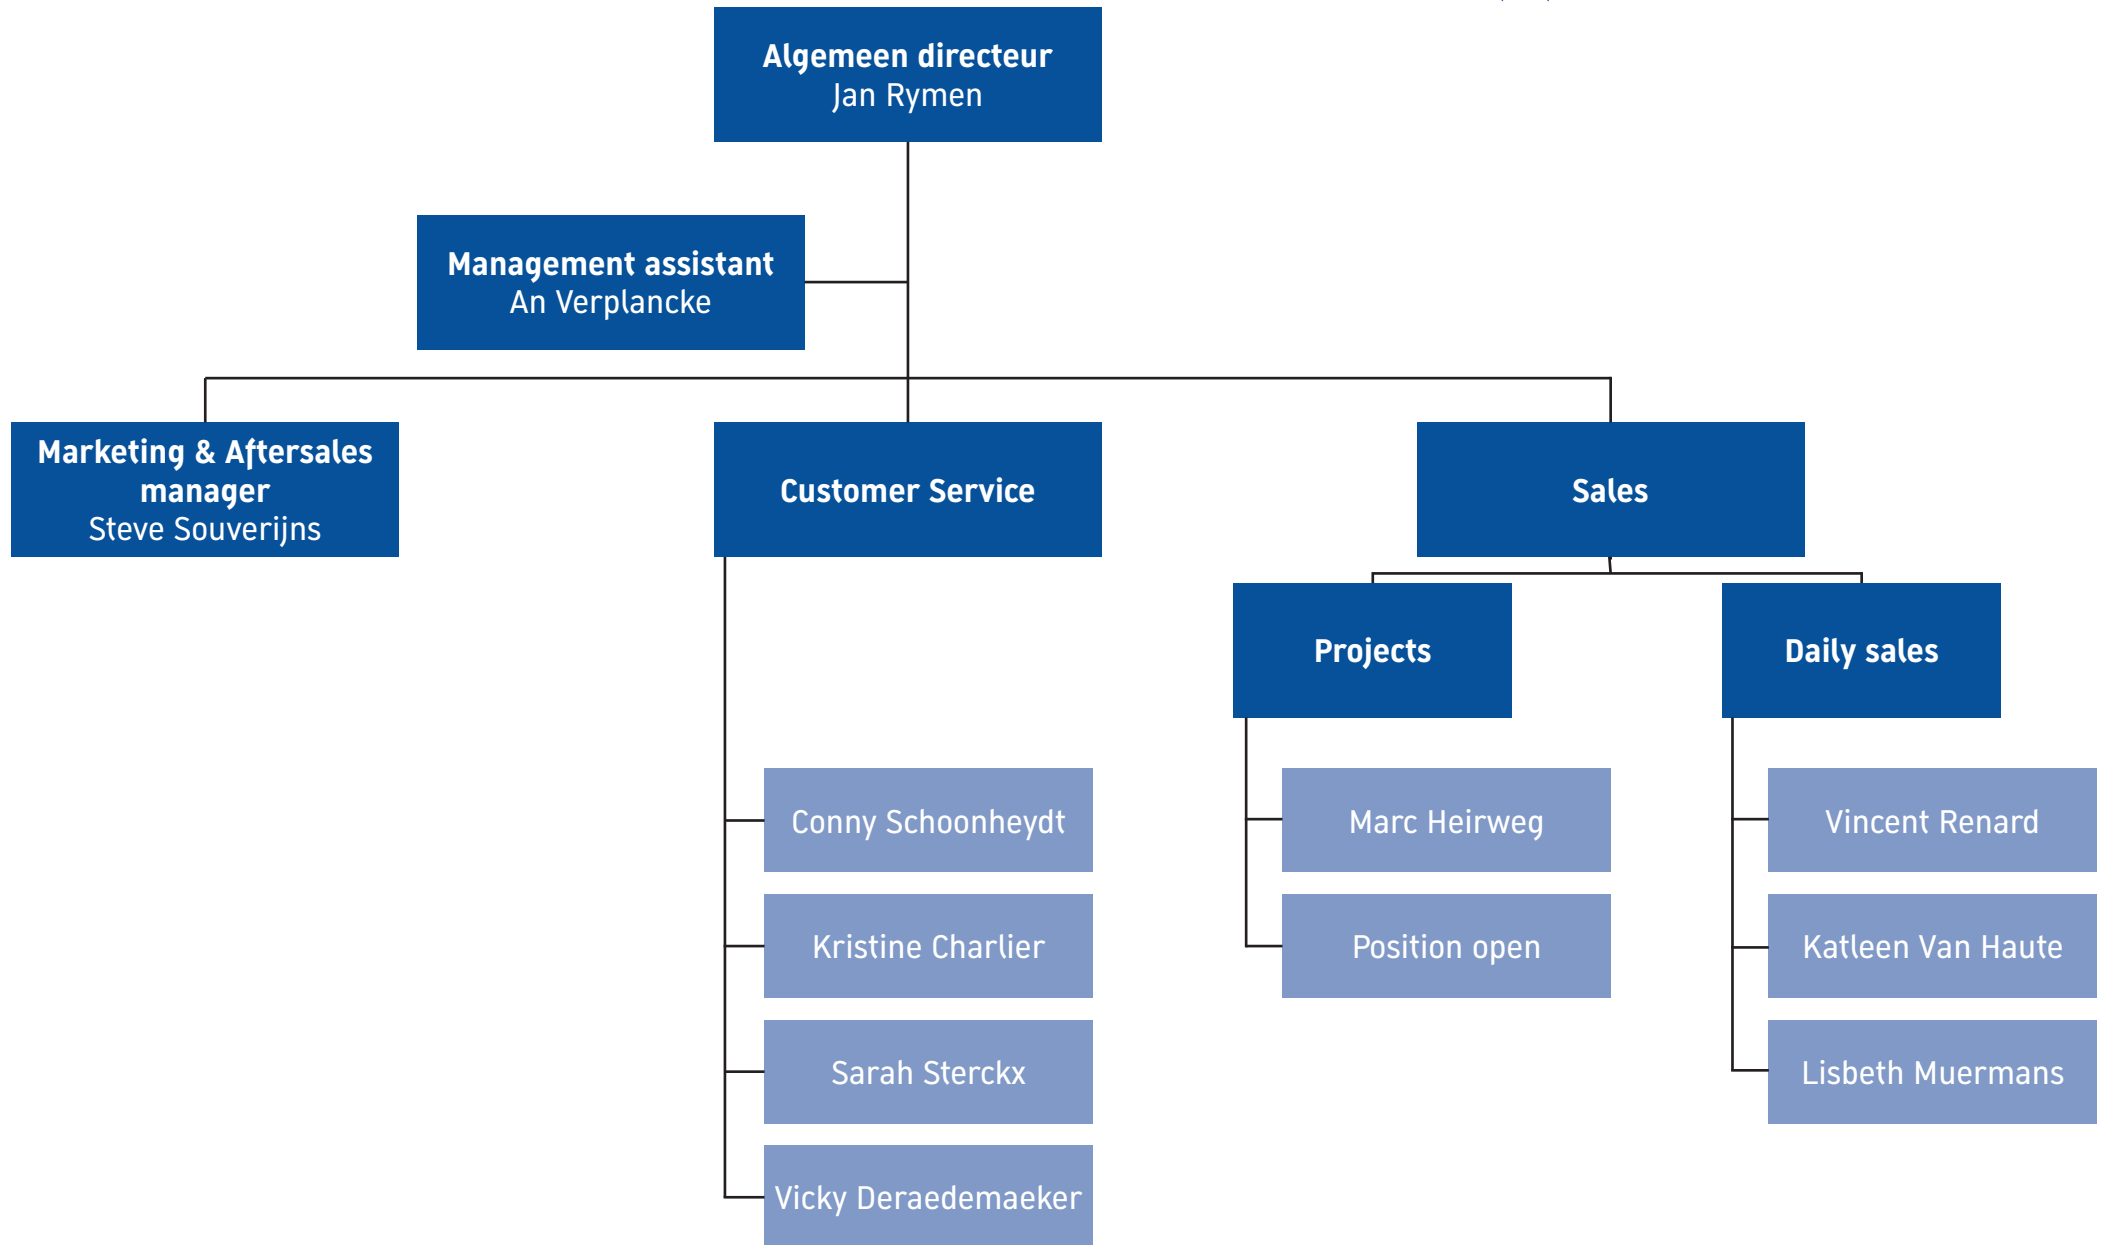 Algemeen directeur
Jan Rymen
Management assistant
An Verplancke
Marketing & Aftersales
manager
Steve Souverijns
Customer Service
Sales
Projects
Daily sales
Conny Schoonheydt
Kristine Charlier
Sarah Sterckx
Vicky Deraedemaeker
Marc Heirweg
Position open
Vincent Renard
Katleen Van Haute
Lisbeth Muermans